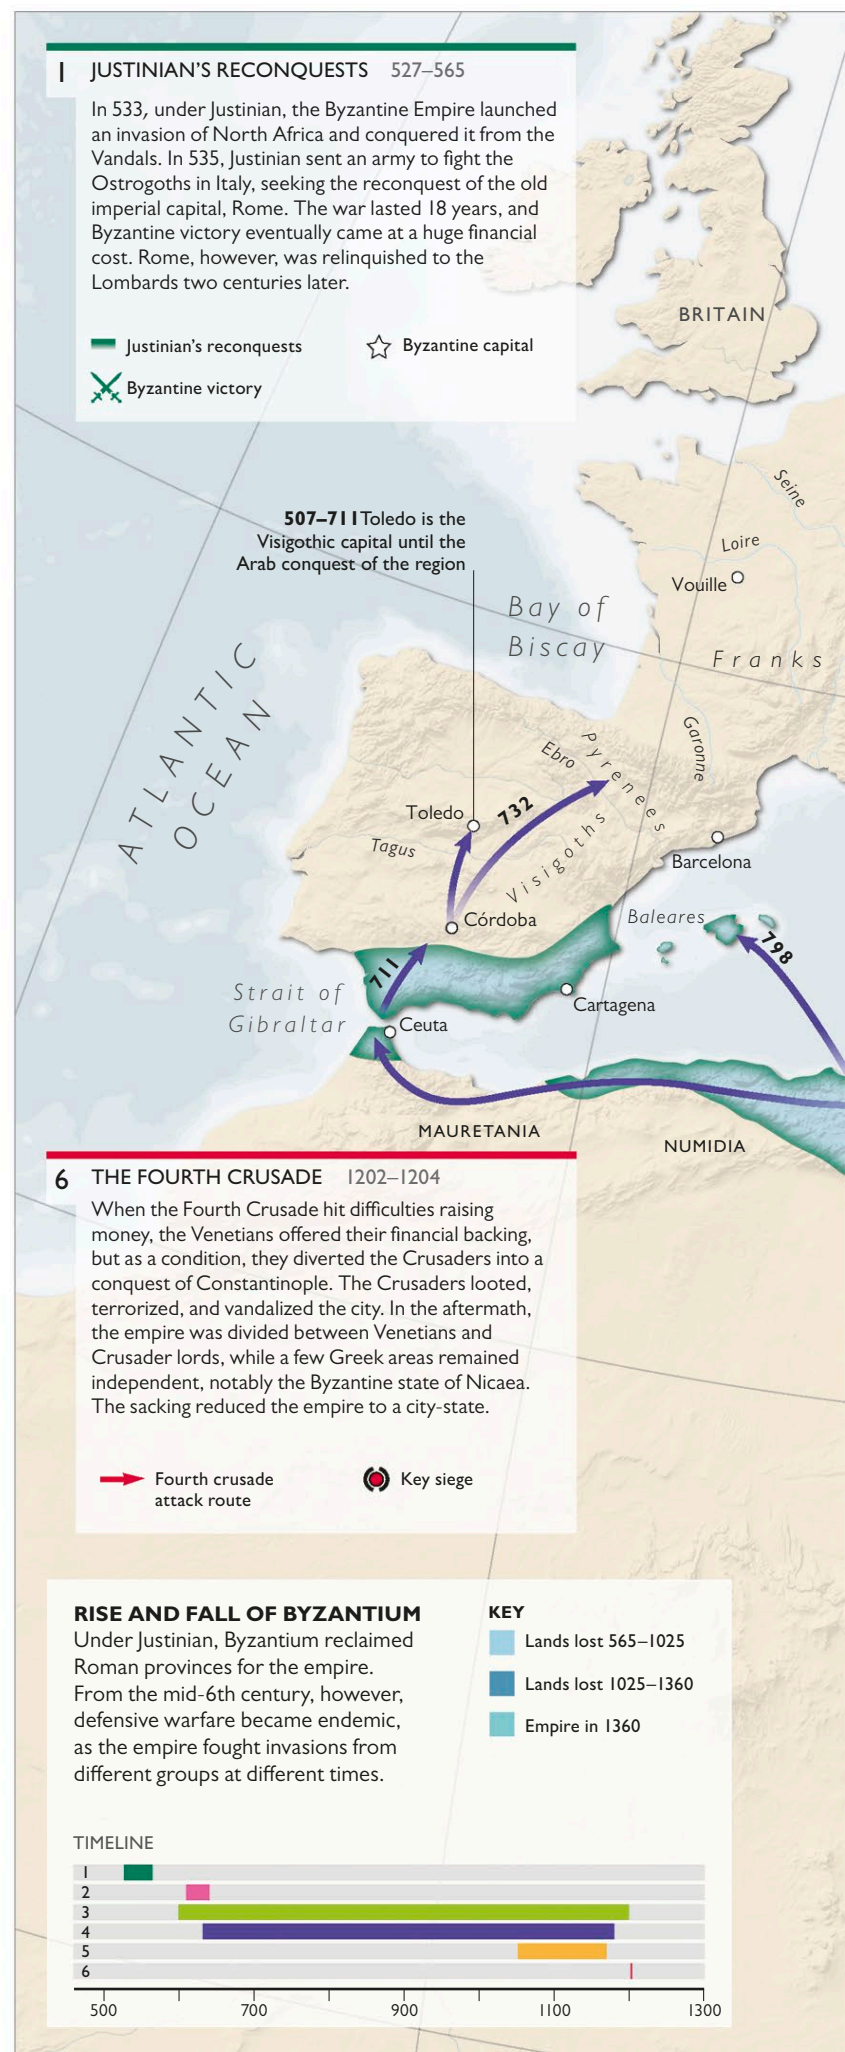 1 JUSTINIAN'S RECONQUESTS 527–565
In 533, under Justinian, the Byzantine Empire launched
an invasion of North Africa and conquered it from the
Vandals. In 535, Justinian sent an army to fight the
Ostrogoths in Italy, seeking the reconquest of the old
imperial capital, Rome. The war lasted 18 years, and
Byzantine victory eventually came at a huge financial
cost. Rome, however, was relinquished to the
Lombards two centuries later.
Justinian's reconquests
Byzantine capital
Byzantine victory
BRITAIN
Seine
Loire
Vouille
Franks
Garonne
507–711 Toledo is the
Visigothic capital until the
Arab conquest of the region
Bay of
Biscay
ATLANTIC
OCEAN
Ebro
Pyrenees
Toledo
732
Tagus
Visigoths
Barcelona
Córdoba
Baleares
798
711
Strait of
Gibraltar
Cartagena
Ceuta
MAURETANIA
NUMIDIA
6 THE FOURTH CRUSADE 1202–1204
When the Fourth Crusade hit difficulties raising
money, the Venetians offered their financial backing,
but as a condition, they diverted the Crusaders into a
conquest of Constantinople. The Crusaders looted,
terrorized, and vandalized the city. In the aftermath,
the empire was divided between Venetians and
Crusader lords, while a few Greek areas remained
independent, notably the Byzantine state of Nicaea.
The sacking reduced the empire to a city-state.
Fourth crusade
attack route
Key siege
RISE AND FALL OF BYZANTIUM
Under Justinian, Byzantium reclaimed
Roman provinces for the empire.
From the mid-6th century, however,
defensive warfare became endemic,
as the empire fought invasions from
different groups at different times.
KEY
Lands lost 565–1025
Lands lost 1025–1360
Empire in 1360
TIMELINE
1
2
3
4
5
6
500 700 900 1100 1300